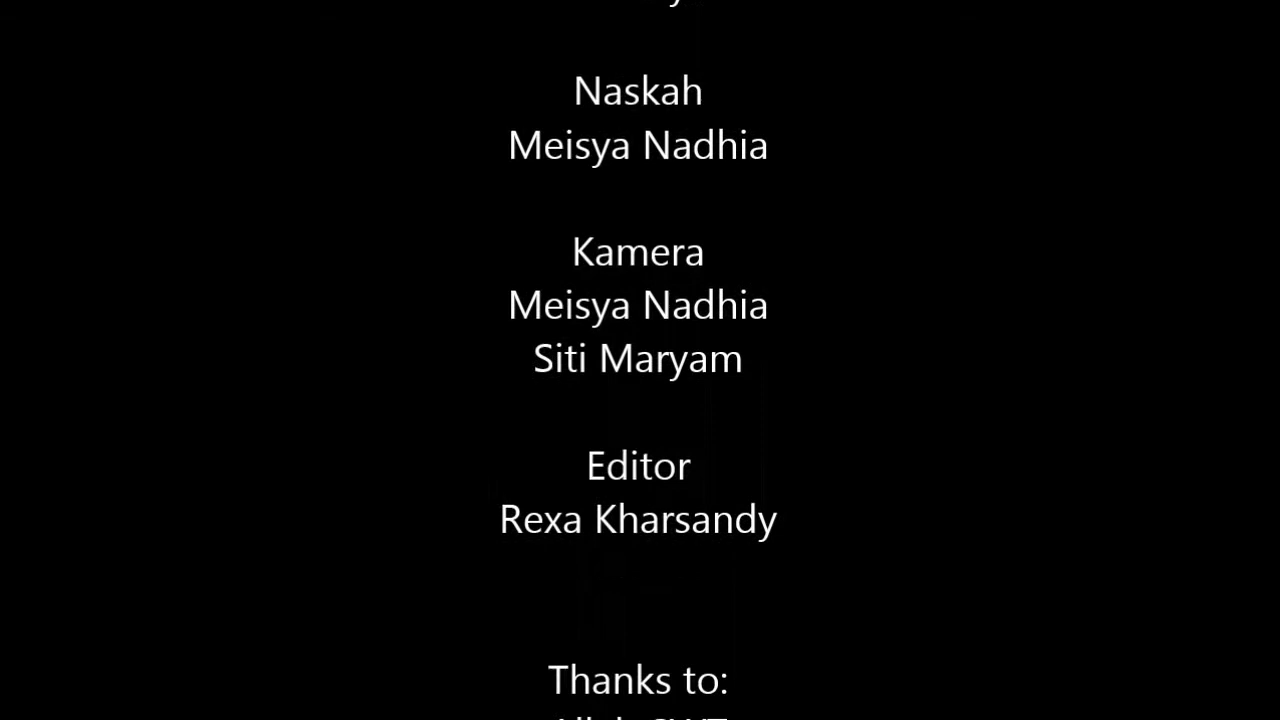 Naskah
Meisya Nadhia
Kamera
Meisya Nadhia
Siti Maryam
Editor
Rexa Kharsandy
Thanks to: